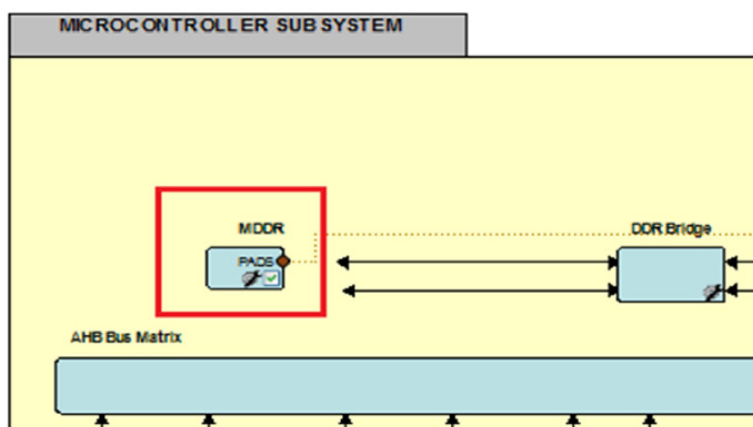 MICROCONTROLLER SUBSYSTEM
MDDR
DDR Bridge
PADS
AHB Bus Matrix